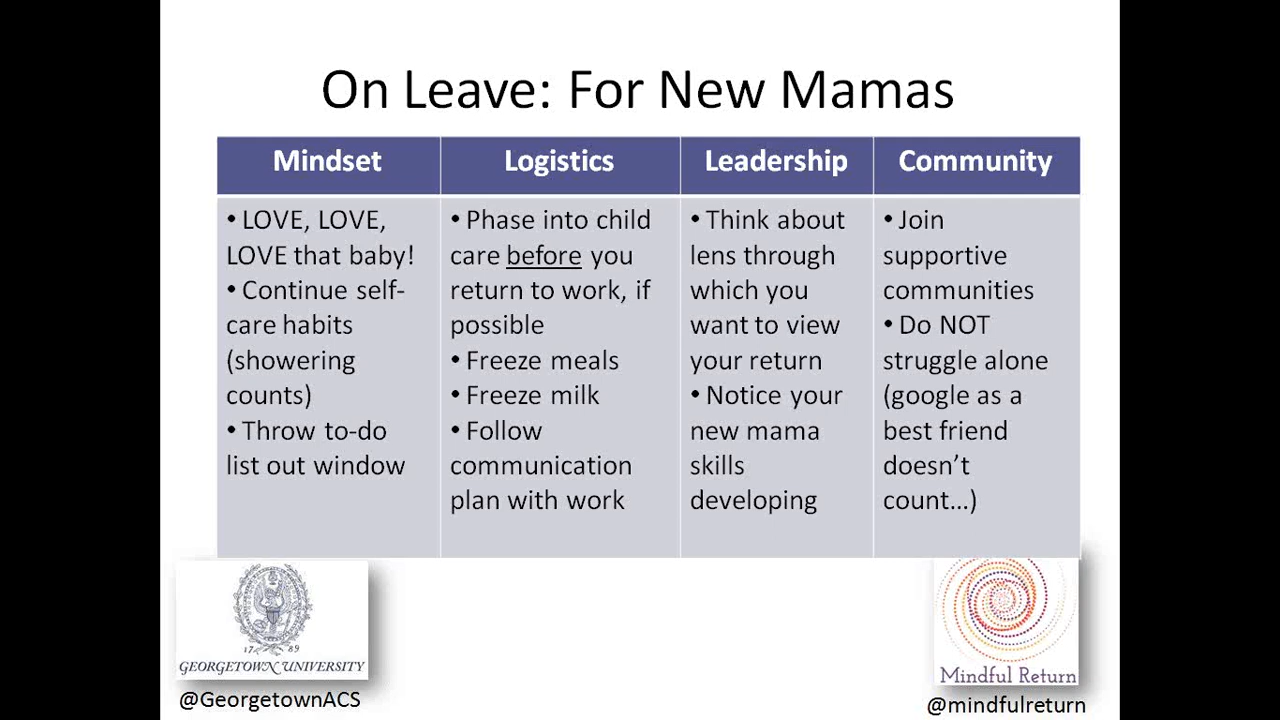 On Leave: For New Mamas
Mindset
Logistics
Leadership
Community
• LOVE, LOVE,
LOVE that baby!
• Continue self-
care habits
(showering
counts)
• Throw to-do
list out window
• Phase into child
care before you
return to work, if
possible
• Freeze meals
• Freeze milk
• Follow
communication
plan with work
• Think about
lens through
which you
want to view
your return
• Notice your
new mama
skills
developing
• Join
supportive
communities
• Do NOT
struggle alone
(google as a
best friend
doesn’t
count…)
17 89
GEORGETOWN UNIVERSITY
@GeorgetownACS
Mindful Return
@mindfulreturn